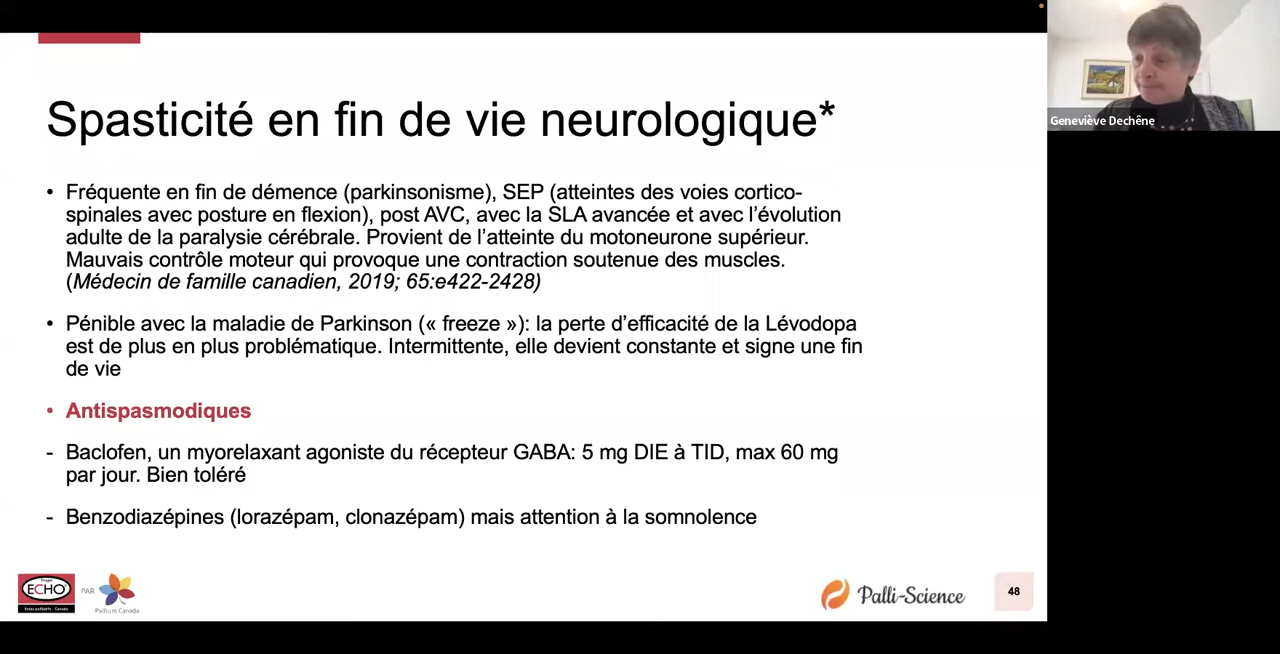 Spasticité en fin de vie neurologique*
• Fréquente en fin de démence (parkinsonisme), SEP (atteintes des voies cortico-
spinales avec posture en flexion), post AVC, avec la SLA avancée et avec l'évolution
adulte de la paralysie cérébrale. Provient de l'atteinte du motoneurone supérieur.
Mauvais contrôle moteur qui provoque une contraction soutenue des muscles.
(Médecin de famille canadien, 2019; 65:e422-2428)
• Pénible avec la maladie de Parkinson (« freeze »): la perte d'efficacité de la Lévodopa
est de plus en plus problématique. Intermittente, elle devient constante et signe une fin
de vie
• Antispasmodiques
- Baclofen, un myorelaxant agoniste du récepteur GABA: 5 mg DIE à TID, max 60 mg
par jour. Bien toléré
- Benzodiazépines (lorazépam, clonazépam) mais attention à la somnolence
Projet
ECHO
Soins palliatifs Canada
PAR
Pallium Canada
Palli-Science
48
Geneviève Dechêne